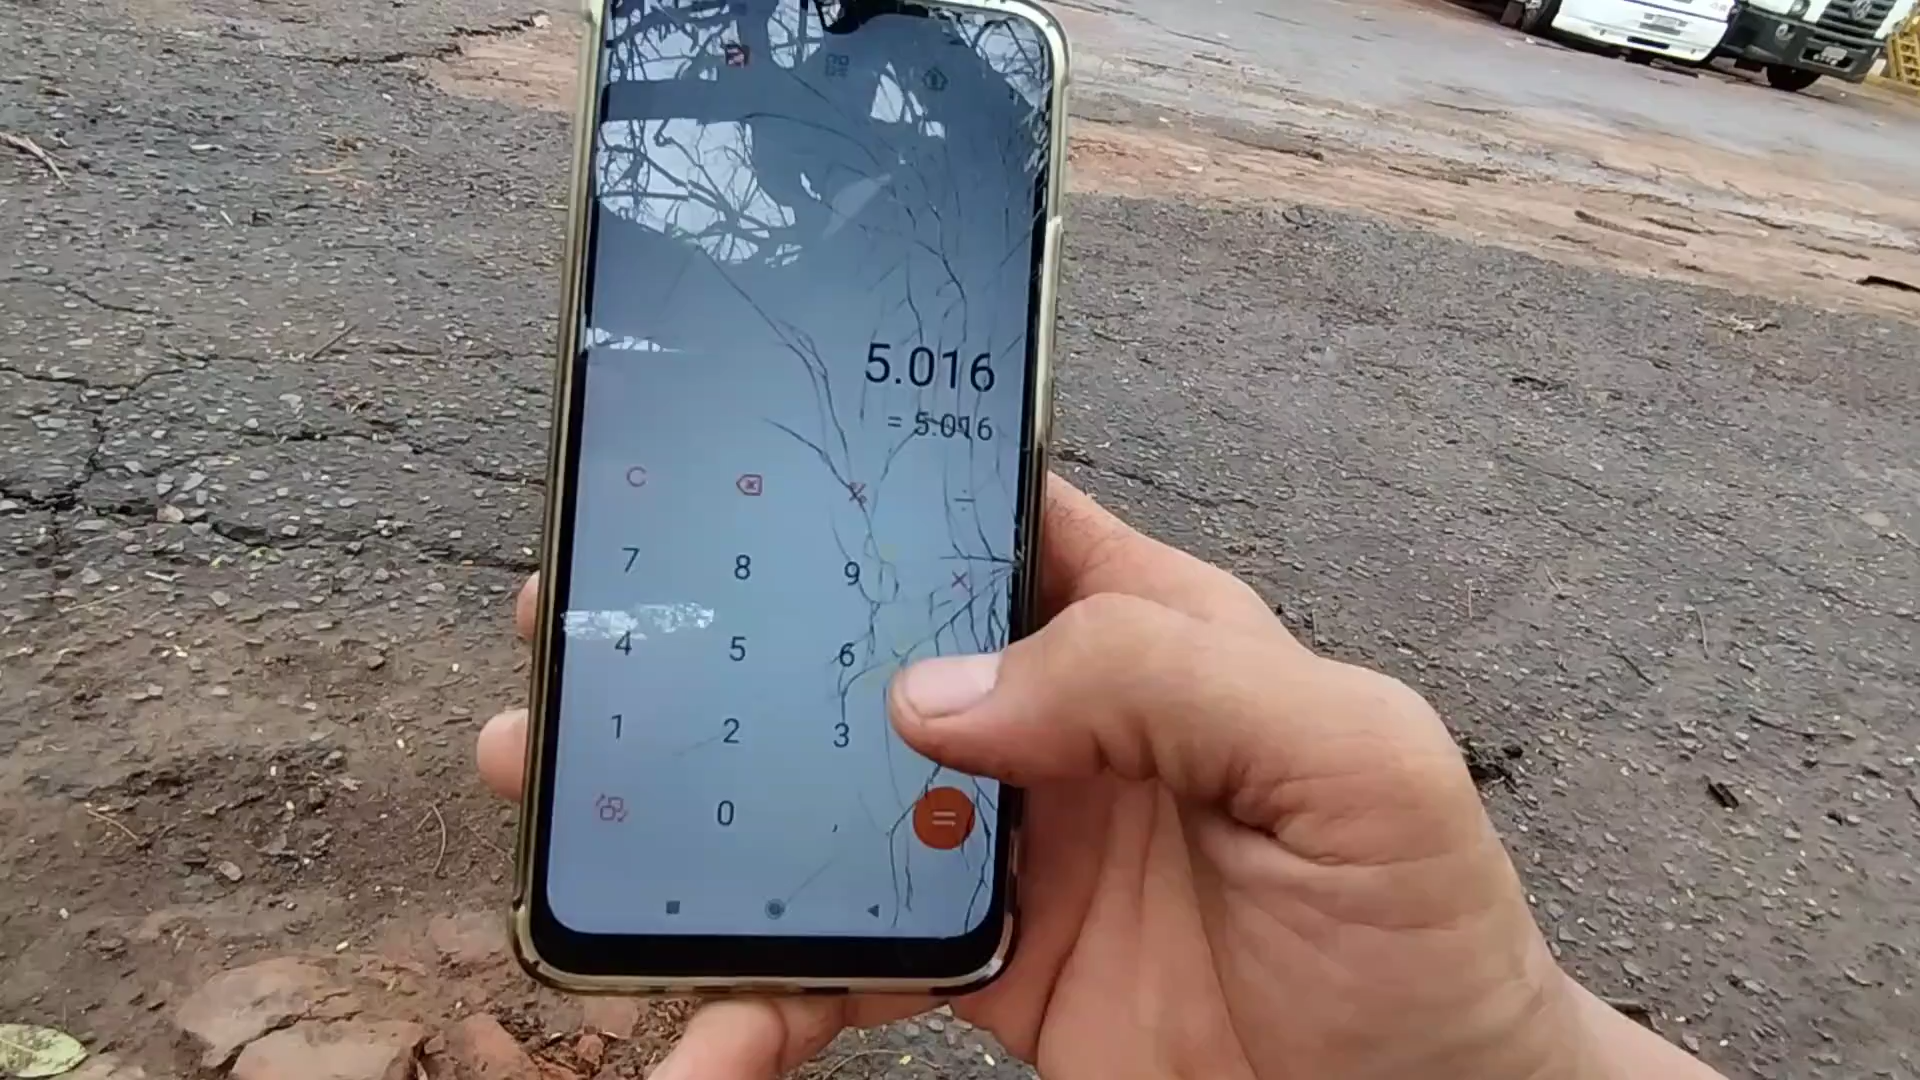 5.016
= 5.016
C % ÷
7 8 9 ×
4 5 6
1 2 3
0 , =